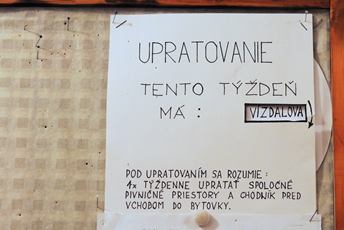 UPRATOVANIE
TENTO TÝŽDEŇ
MÁ: VIZDALOVÁ
POD UPRATOVANÍM SA ROZUMIE:
4x TÝŽDENNE UPRATAŤ SPOLOČNÉ
PIVNIČNÉ PRIESTORY A CHODNÍK PRED
VCHODOM DO BYTOVKY.